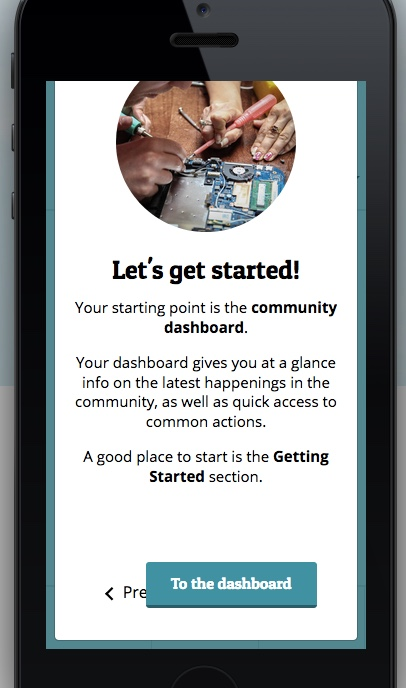 Let's get started!
Your starting point is the community
dashboard.
Your dashboard gives you at a glance
info on the latest happenings in the
community, as well as quick access to
common actions.
A good place to start is the Getting
Started section.
To the dashboard
Pre